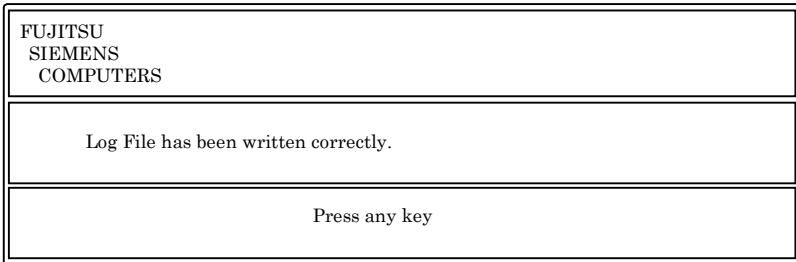 FUJITSU
SIEMENS
COMPUTERS
Log File has been written correctly.
Press any key